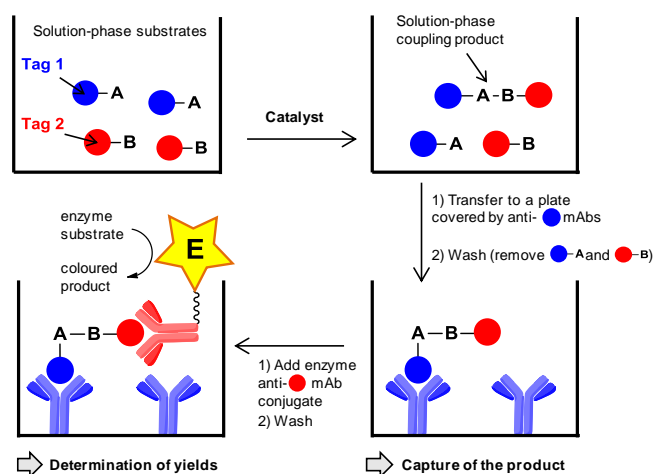 Solution-phase substrates
Tag 1
A
A
Tag 2
B
B
Catalyst
Solution-phase
coupling product
A-B
A
B
1) Transfer to a plate
covered by anti- mAbs
2) Wash (remove -A and -B)
A-B
Capture of the product
1) Add enzyme
anti- mAb
conjugate
2) Wash
enzyme
substrate
E
coloured
product
A-B
Determination of yields